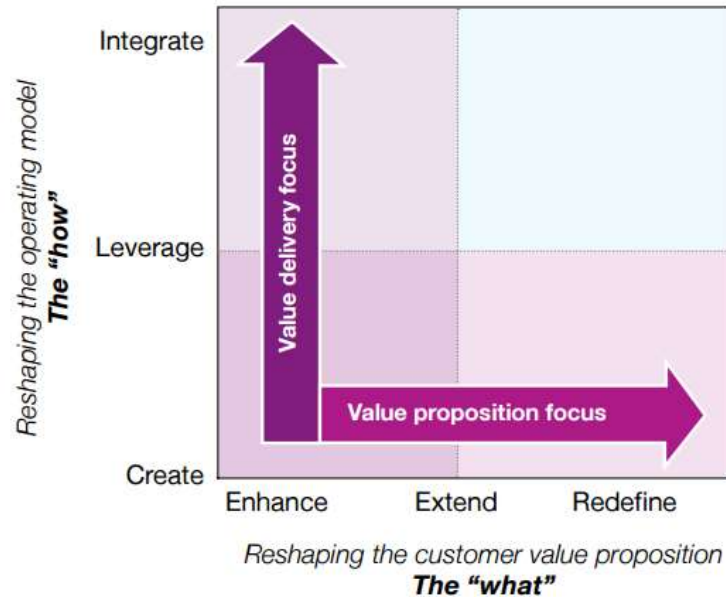 Integrate
Leverage
Create
Reshaping the operating model
The “how”
Value delivery focus
Value proposition focus
Enhance
Extend
Redefine
Reshaping the customer value proposition
The “what”